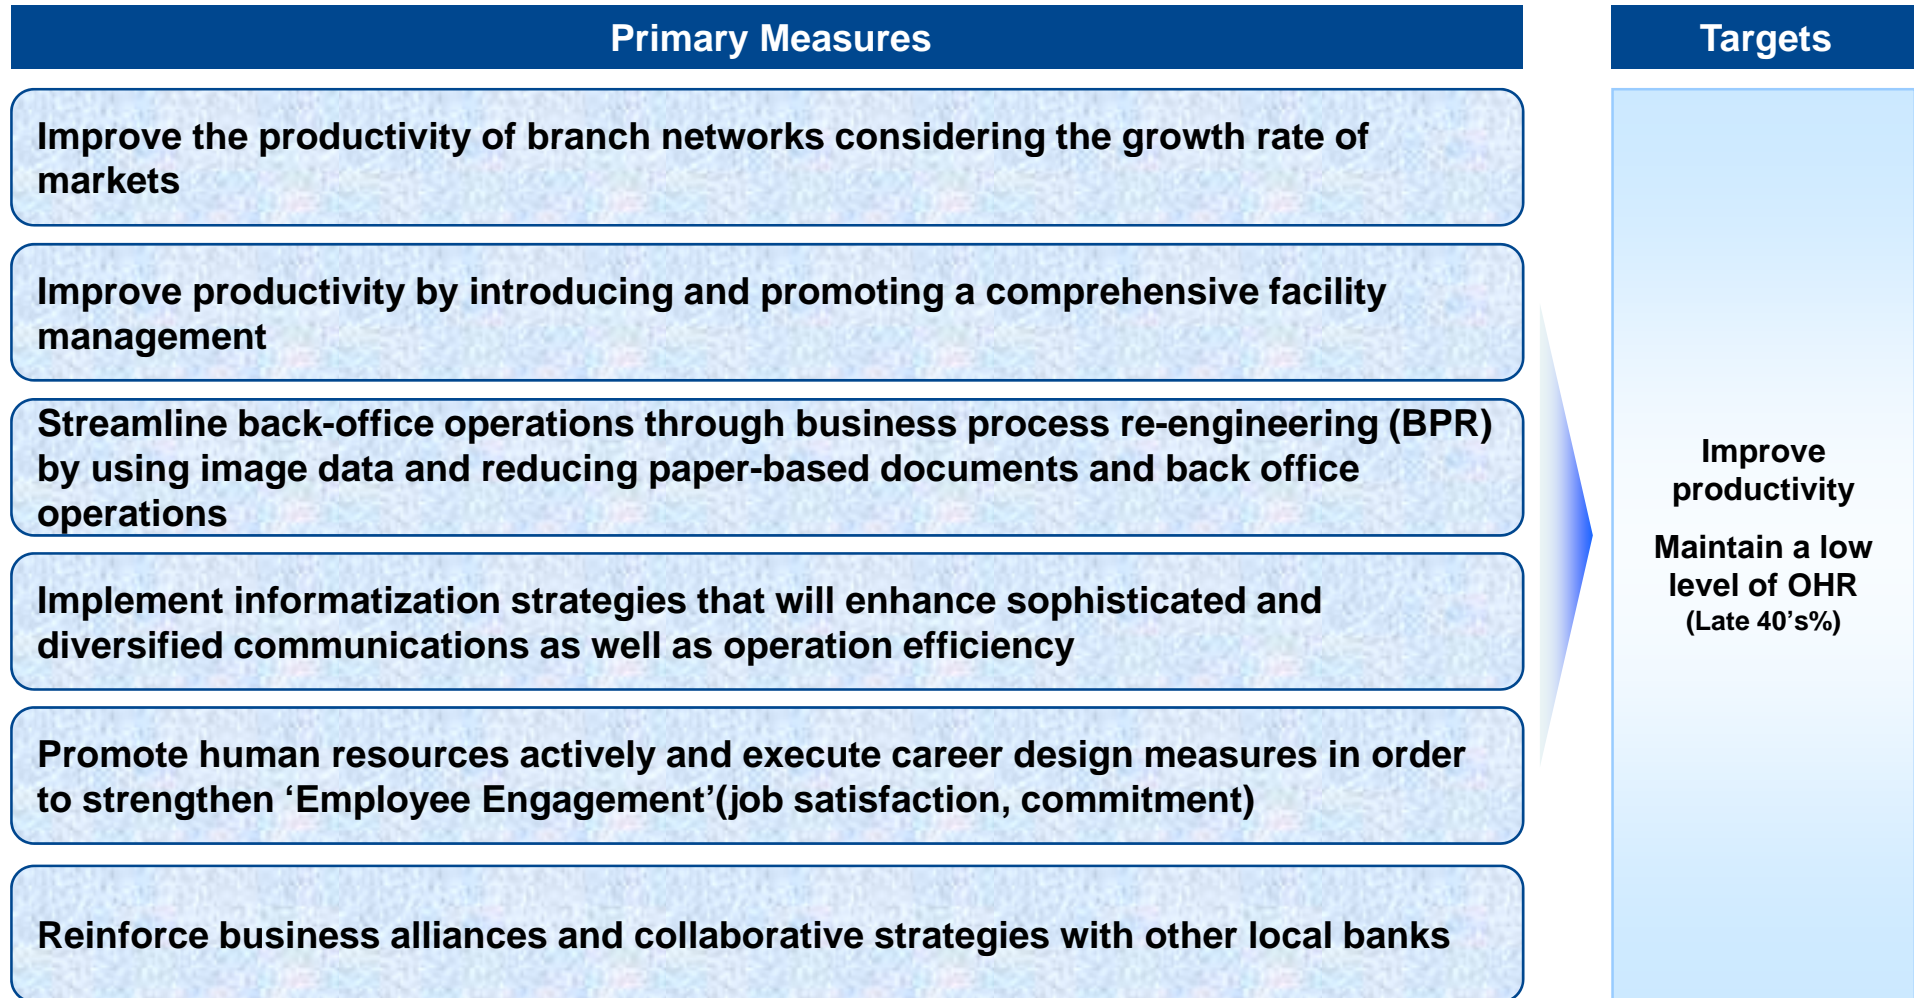 Primary Measures
Improve the productivity of branch networks considering the growth rate of
markets
Improve productivity by introducing and promoting a comprehensive facility
management
Streamline back-office operations through business process re-engineering (BPR)
by using image data and reducing paper-based documents and back office
operations
Implement informatization strategies that will enhance sophisticated and
diversified communications as well as operation efficiency
Promote human resources actively and execute career design measures in order
to strengthen ‘Employee Engagement’(job satisfaction, commitment)
Reinforce business alliances and collaborative strategies with other local banks
Targets
Improve
productivity
Maintain a low
level of OHR
(Late 40’s%)